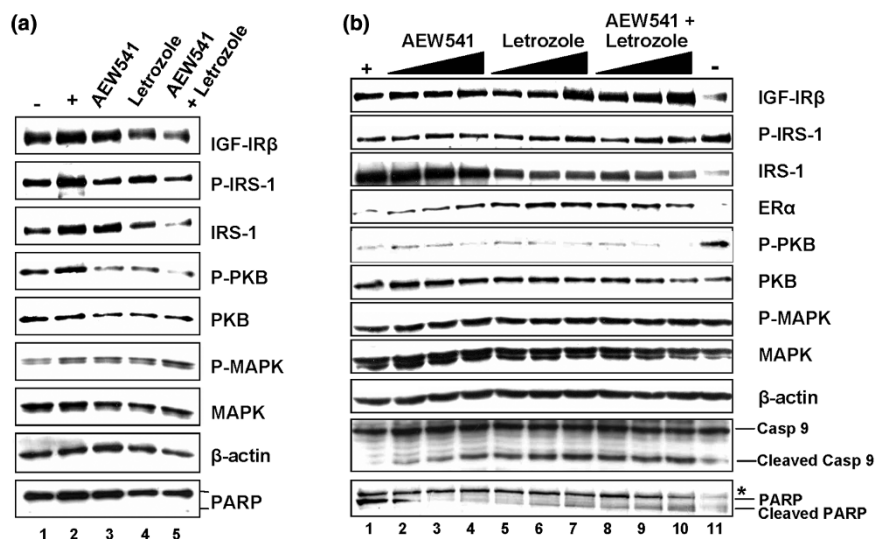 (a)
- + AEW541 Letrozole AEW541 + Letrozole
IGF-IRβ
P-IRS-1
IRS-1
P-PKB
PKB
P-MAPK
MAPK
β-actin
PARP
1 2 3 4 5
(b)
+ AEW541 Letrozole AEW541 + Letrozole -
IGF-IRβ
P-IRS-1
IRS-1
ERα
P-PKB
PKB
P-MAPK
MAPK
β-actin
Casp 9
Cleaved Casp 9
*
PARP
Cleaved PARP
1 2 3 4 5 6 7 8 9 10 11